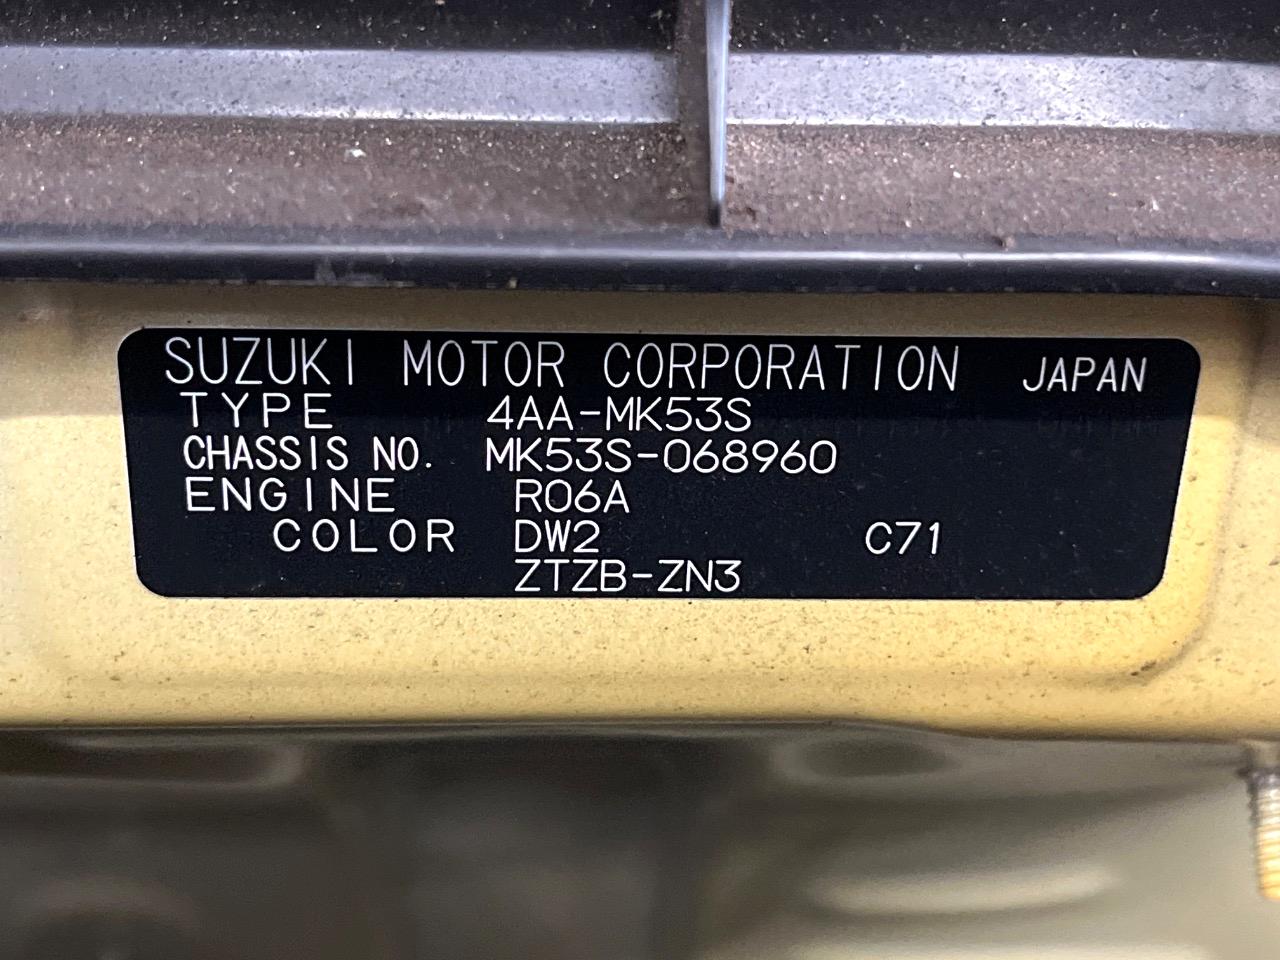 SUZUKI MOTOR CORPORATION JAPAN
TYPE 4AA-MK53S
CHASSIS NO. MK53S-068960
ENGINE R06A
COLOR DW2 C71
ZTZB-ZN3